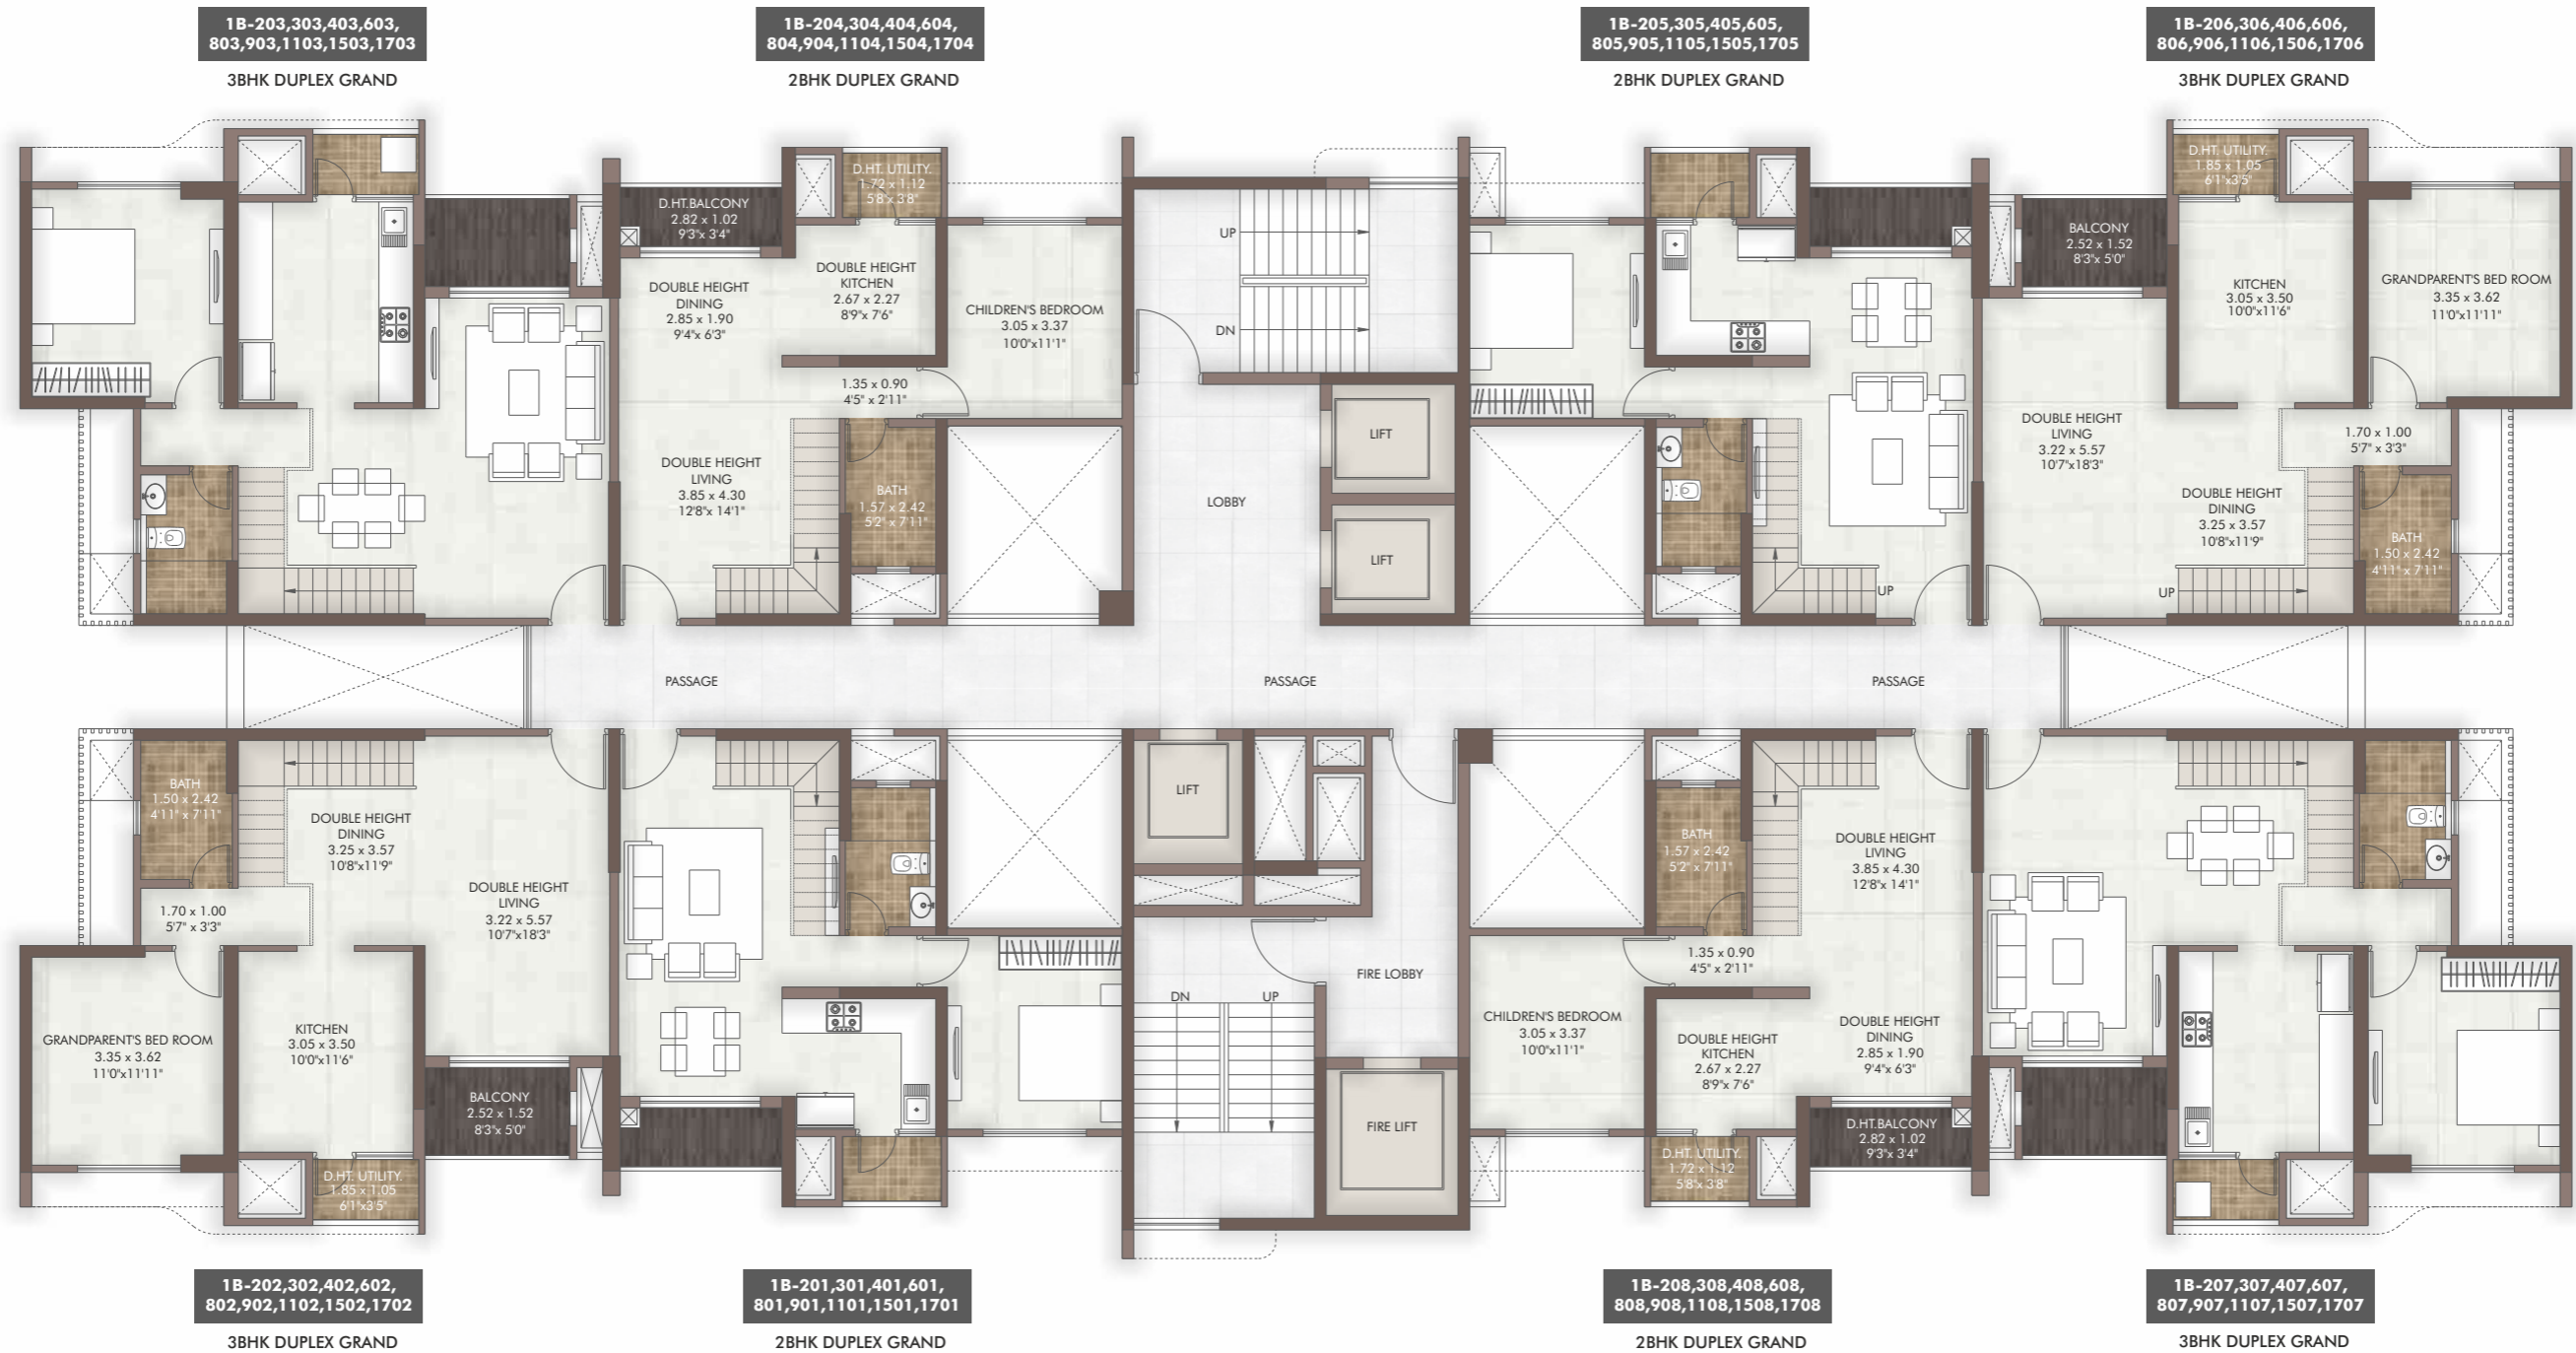 1B-203,303,403,603,
803,903,1103,1503,1703
3BHK DUPLEX GRAND
1B-204,304,404,604,
804,904,1104,1504,1704
2BHK DUPLEX GRAND
1B-205,305,405,605,
805,905,1105,1505,1705
2BHK DUPLEX GRAND
1B-206,306,406,606,
806,906,1106,1506,1706
3BHK DUPLEX GRAND
D.HT.BALCONY
2.82 x 1.02
9'3"x 3'4"
D.HT. UTILITY.
1.72 x 1.12
5'8"x 3'8"
DOUBLE HEIGHT
DINING
2.85 x 1.90
9'4"x 6'3"
DOUBLE HEIGHT
KITCHEN
2.67 x 2.27
8'9"x 7'6"
CHILDREN'S BEDROOM
3.05 x 3.37
10'0"x11'1"
1.35 x 0.90
4'5" x 2'11"
DOUBLE HEIGHT
LIVING
3.85 x 4.30
12'8"x 14'1"
BATH
1.57 x 2.42
5'2"x 7'11"
UP
DN
LOBBY
LIFT
LIFT
UP
D.HT. UTILITY.
1.85 x 1.05
6'1"x3'5"
BALCONY
2.52 x 1.52
8'3"x 5'0"
KITCHEN
3.05 x 3.50
10'0"x11'6"
GRANDPARENT'S BED ROOM
3.35 x 3.62
11'0"x11'11"
DOUBLE HEIGHT
LIVING
3.22 x 5.57
10'7"x18'3"
1.70 x 1.00
5'7" x 3'3"
DOUBLE HEIGHT
DINING
3.25 x 3.57
10'8"x11'9"
BATH
1.50 x 2.42
4'11"x 7'11"
UP
PASSAGE
PASSAGE
PASSAGE
BATH
1.50 x 2.42
4'11"x 7'11"
DOUBLE HEIGHT
DINING
3.25 x 3.57
10'8"x11'9"
1.70 x 1.00
5'7" x 3'3"
DOUBLE HEIGHT
LIVING
3.22 x 5.57
10'7"x18'3"
GRANDPARENT'S BED ROOM
3.35 x 3.62
11'0"x11'11"
KITCHEN
3.05 x 3.50
10'0"x11'6"
BALCONY
2.52 x 1.52
8'3"x 5'0"
D.HT. UTILITY.
1.85 x 1.05
6'1"x3'5"
LIFT
DN
UP
FIRE LOBBY
FIRE LIFT
BATH
1.57 x 2.42
5'2"x 7'11"
DOUBLE HEIGHT
LIVING
3.85 x 4.30
12'8"x 14'1"
1.35 x 0.90
4'5" x 2'11"
CHILDREN'S BEDROOM
3.05 x 3.37
10'0"x11'1"
DOUBLE HEIGHT
KITCHEN
2.67 x 2.27
8'9"x 7'6"
DOUBLE HEIGHT
DINING
2.85 x 1.90
9'4"x 6'3"
D.HT. UTILITY.
1.72 x 1.12
5'8"x 3'8"
D.HT.BALCONY
2.82 x 1.02
9'3"x 3'4"
1B-202,302,402,602,
802,902,1102,1502,1702
3BHK DUPLEX GRAND
1B-201,301,401,601,
801,901,1101,1501,1701
2BHK DUPLEX GRAND
1B-208,308,408,608,
808,908,1108,1508,1708
2BHK DUPLEX GRAND
1B-207,307,407,607,
807,907,1107,1507,1707
3BHK DUPLEX GRAND